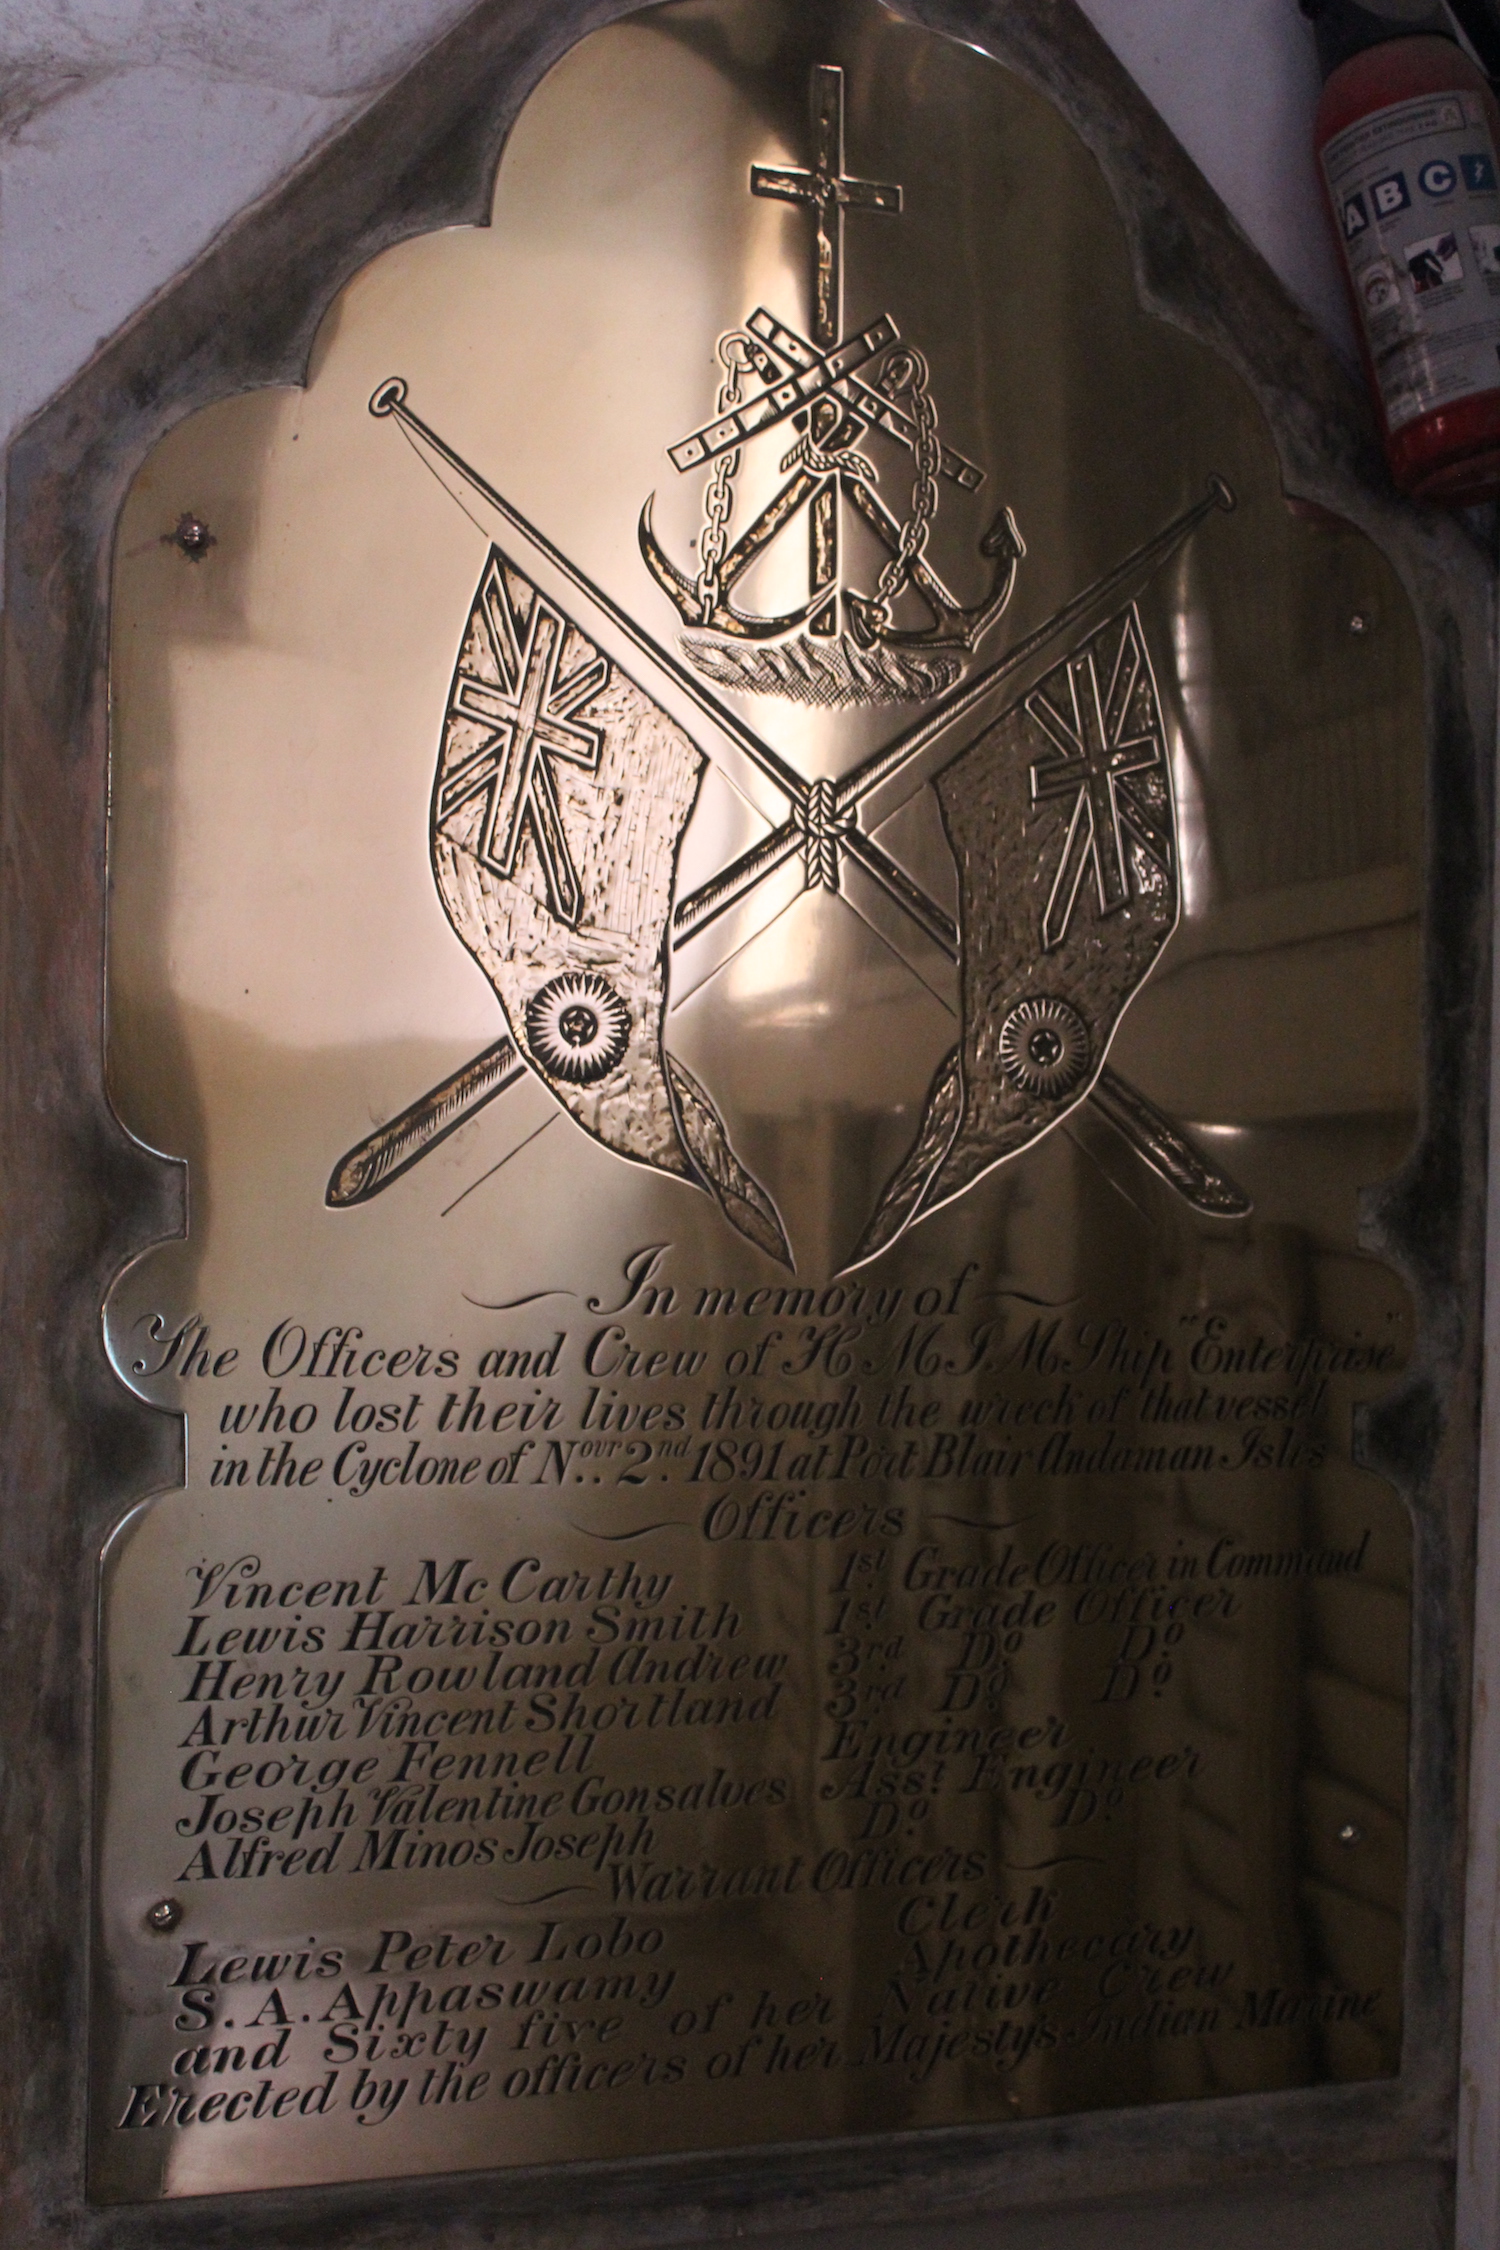 A B C
In memory of
The Officers and Crew of H.M.I.M.Ship "Enterprise"
who lost their lives through the wreck of that vessel
in the Cyclone of Novr 2nd 1891 at Port Blair Andaman Isles
Officers
Vincent Mc Carthy 1st Grade Officer in Command
Lewis Harrison Smith 1st Grade Officer
Henry Rowland Andrew 3rd Do Do
Arthur Vincent Shortland 3rd Do Do
George Fennell Engineer
Joseph Valentine Gonsalves Asst Engineer
Alfred Minos Joseph Do Do
Warrant Officers
Lewis Peter Lobo Clerk
S.A. Appaswamy Apothecary
and Sixty five of her Native Crew
Erected by the officers of her Majesty's Indian Marine